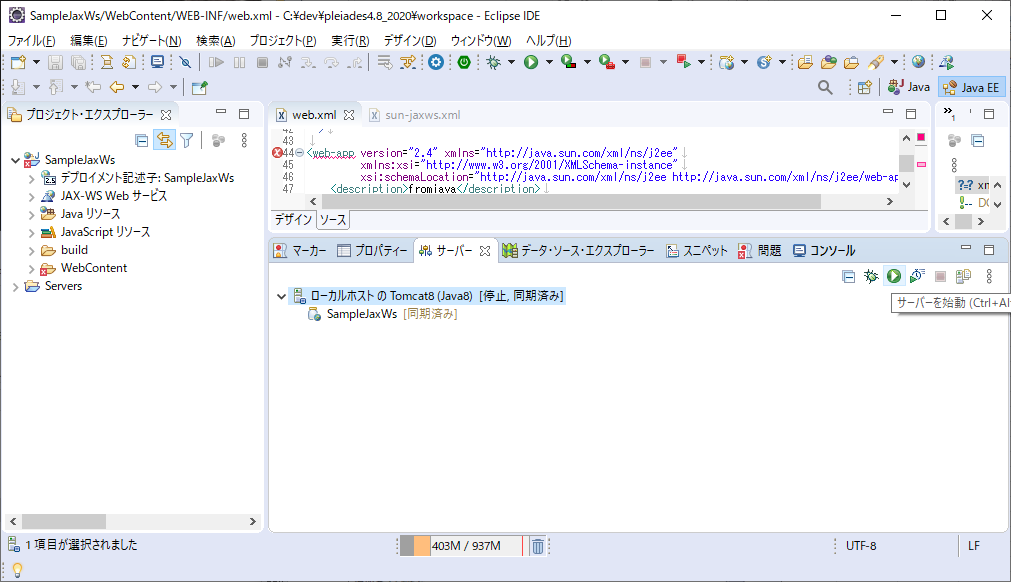 SampleJaxWs/WebContent/WEB-INF/web.xml - C:¥dev¥pleiades4.8_2020¥workspace - Eclipse IDE
ファイル(F) 編集(E) ナビゲート(N) 検索(A) プロジェクト(P) 実行(R) デザイン(D) ウィンドウ(W) ヘルプ(H)
Java Java EE
プロジェクト・エクスプローラー
SampleJaxWs
デプロイメント記述子: SampleJaxWs
JAX-WS Web サービス
Java リソース
JavaScript リソース
build
WebContent
Servers
web.xml sun-jaxws.xml
42
43
44 <web-app version="2.4" xmlns="http://java.sun.com/xml/ns/j2ee"
45 xmlns:xsi="http://www.w3.org/2001/XMLSchema-instance"
46 xsi:schemaLocation="http://java.sun.com/xml/ns/j2ee http://java.sun.com/xml/ns/j2ee/web-ap
47 <description>fromjava</description>
デザイン ソース
»1
?=? xn
DO
マーカー プロパティー サーバー データ・ソース・エクスプローラー スニペット 問題 コンソール
サーバーを始動 (Ctrl+Al
ローカルホスト の Tomcat8 (Java8) [停止, 同期済み]
SampleJaxWs [同期済み]
1 項目が選択されました
403M / 937M
UTF-8
LF